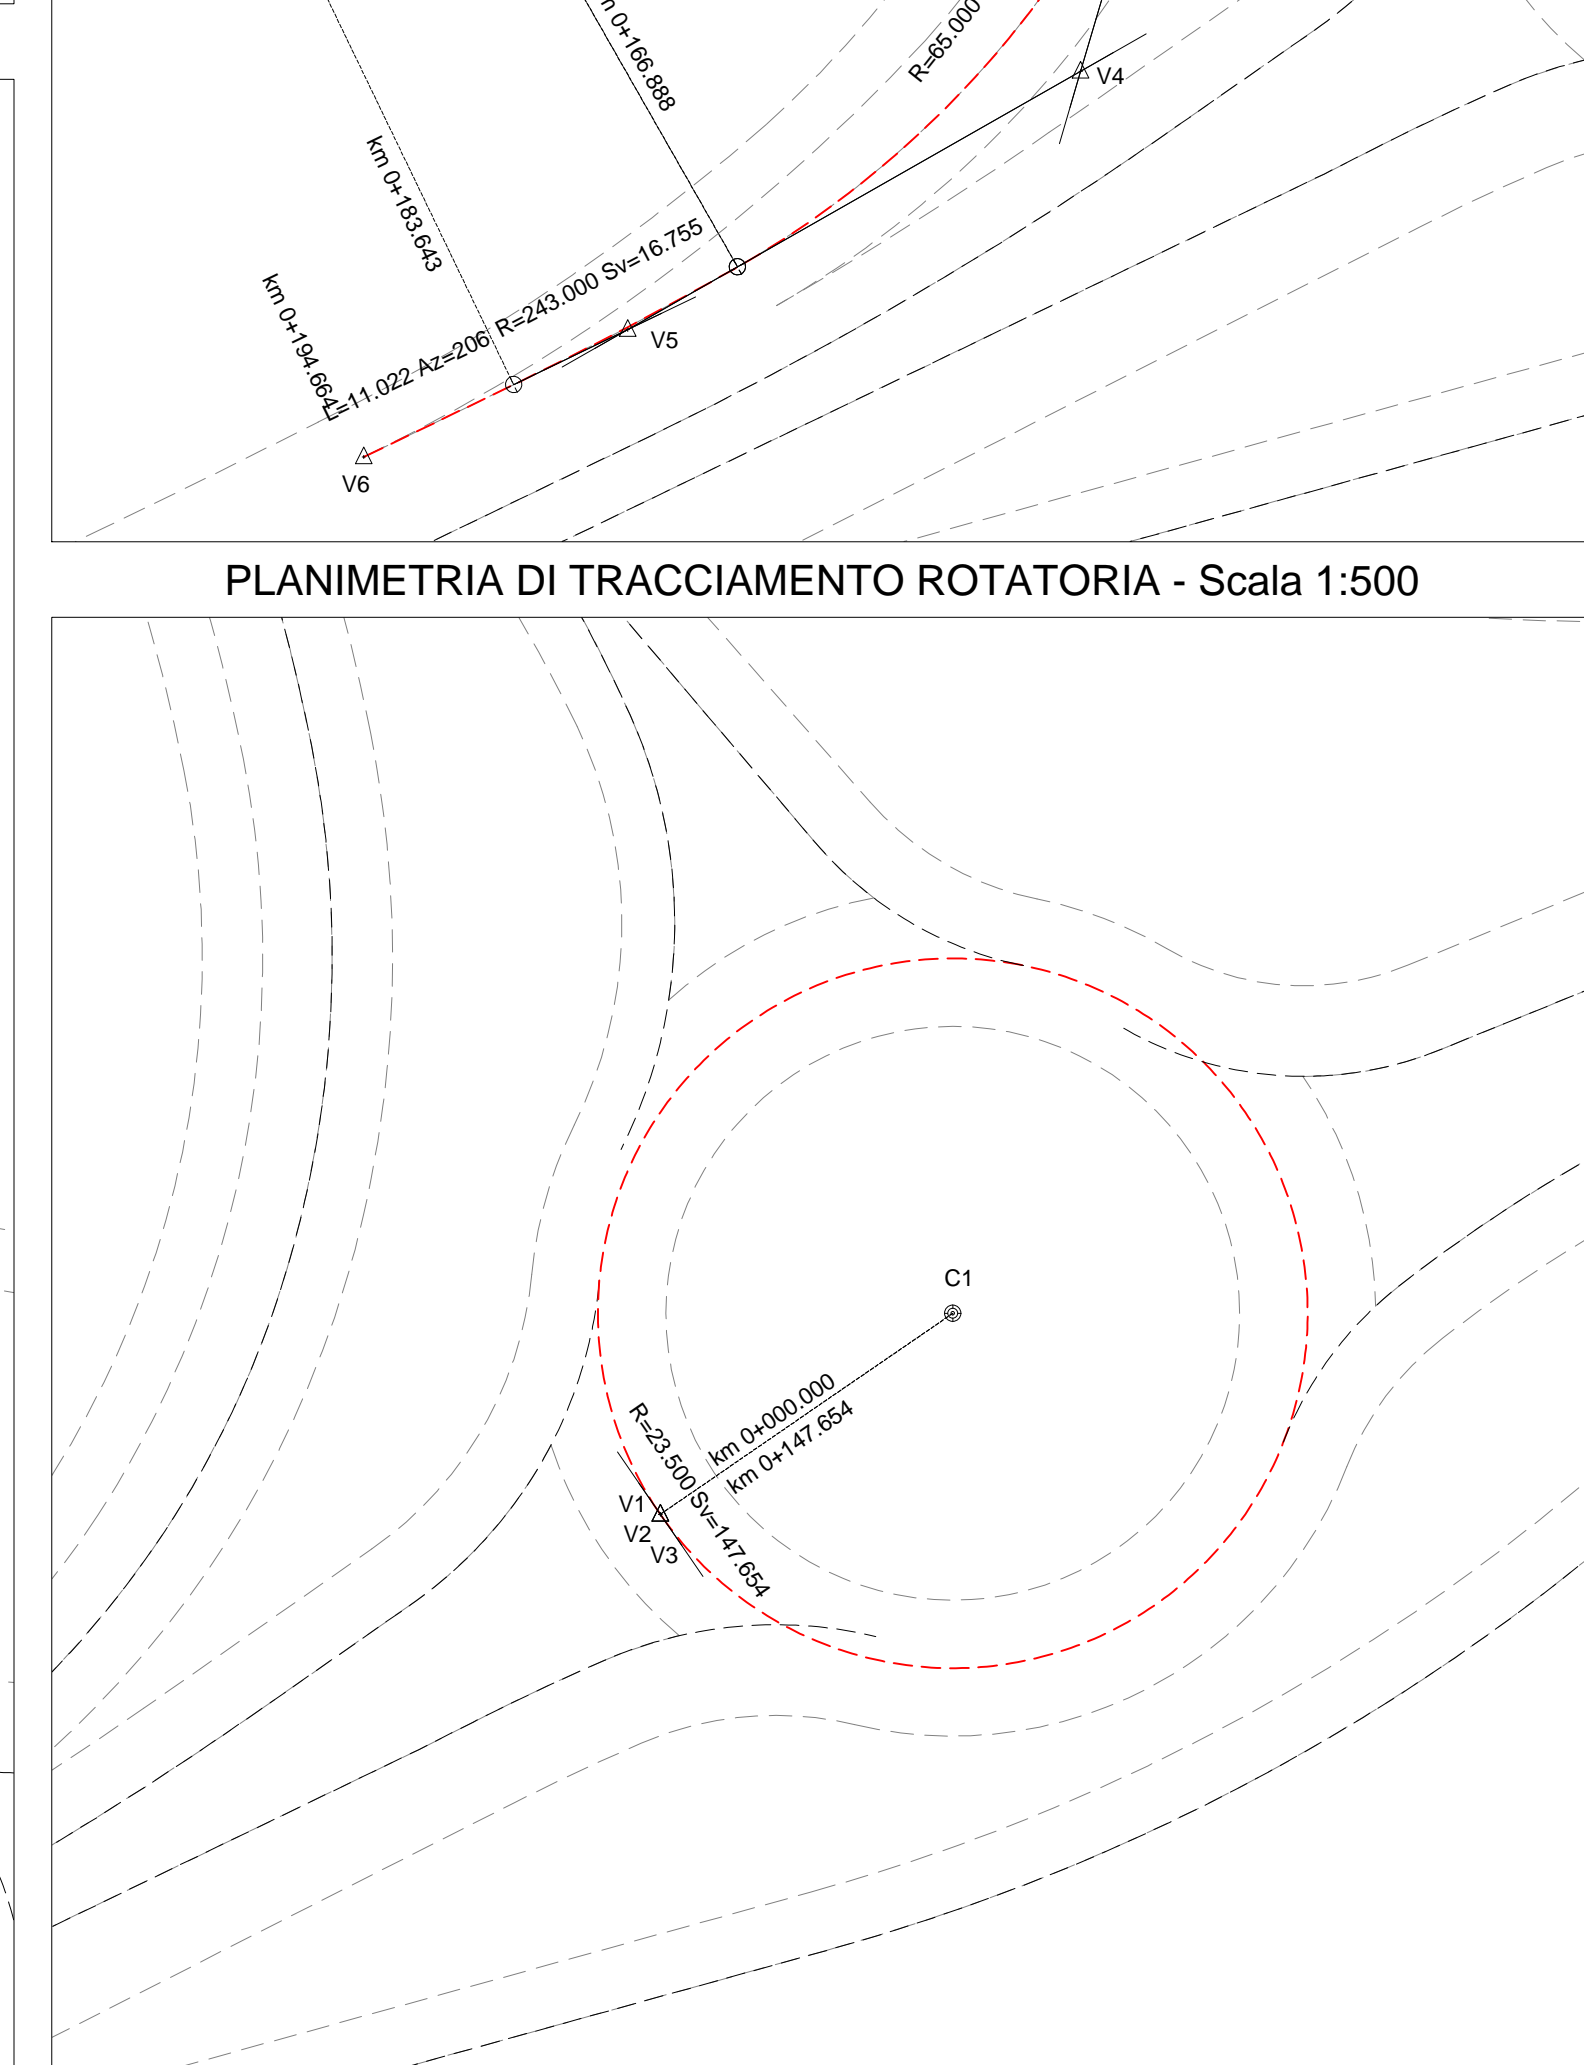 m 0+166.888
R=65.000
V4
km 0+183.643
R=243.000 Sv=16.755
V5
km 0+194.664
L=11.022 Az=206
V6
PLANIMETRIA DI TRACCIAMENTO ROTATORIA - Scala 1:500
C1
km 0+000.000
km 0+147.654
R=23.500 Sv=147.654
V1
V2
V3